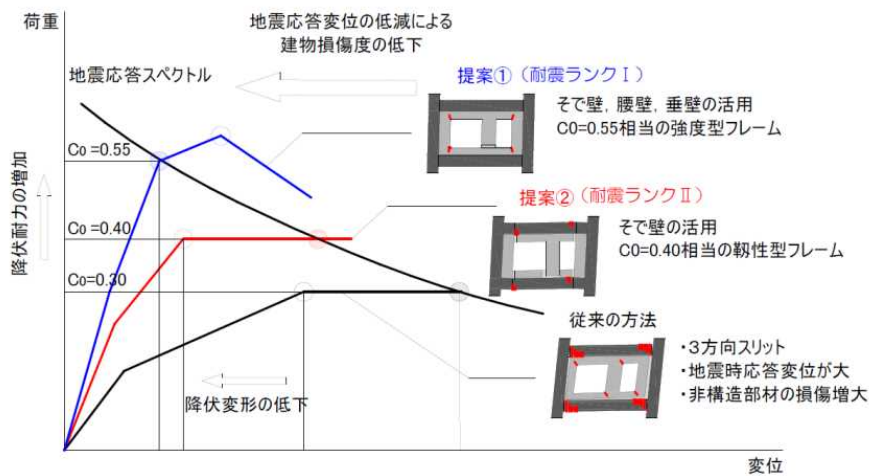 荷重
地震応答変位の低減による
建物損傷度の低下
地震応答スペクトル
提案①(耐震ランクⅠ)
そで壁, 腰壁, 垂壁の活用
C0=0.55相当の強度型フレーム
Co =0.55
降伏耐力の増加
提案②(耐震ランクⅡ)
そで壁の活用
C0=0.40相当の靱性型フレーム
Co =0.40
Co=0.30
従来の方法
・3方向スリット
・地震時応答変位が大
・非構造部材の損傷増大
降伏変形の低下
変位